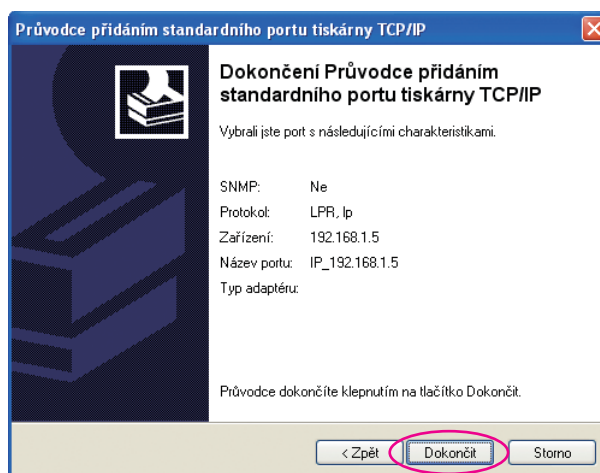 Průvodce přidáním standardního portu tiskárny TCP/IP
Dokončení Průvodce přidáním
standardního portu tiskárny TCP/IP
Vybrali jste port s následujícími charakteristikami.
SNMP: Ne
Protokol: LPR, lp
Zařízení: 192.168.1.5
Název portu: IP_192.168.1.5
Typ adaptéru:
Průvodce dokončíte klepnutím na tlačítko Dokončit.
< Zpět Dokončit Storno